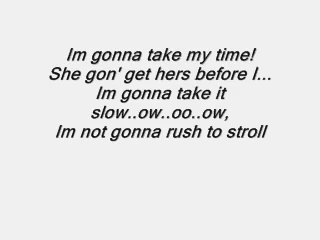 Im gonna take my time!
She gon' get hers before I...
Im gonna take it
slow..ow..oo..ow,
Im not gonna rush to stroll